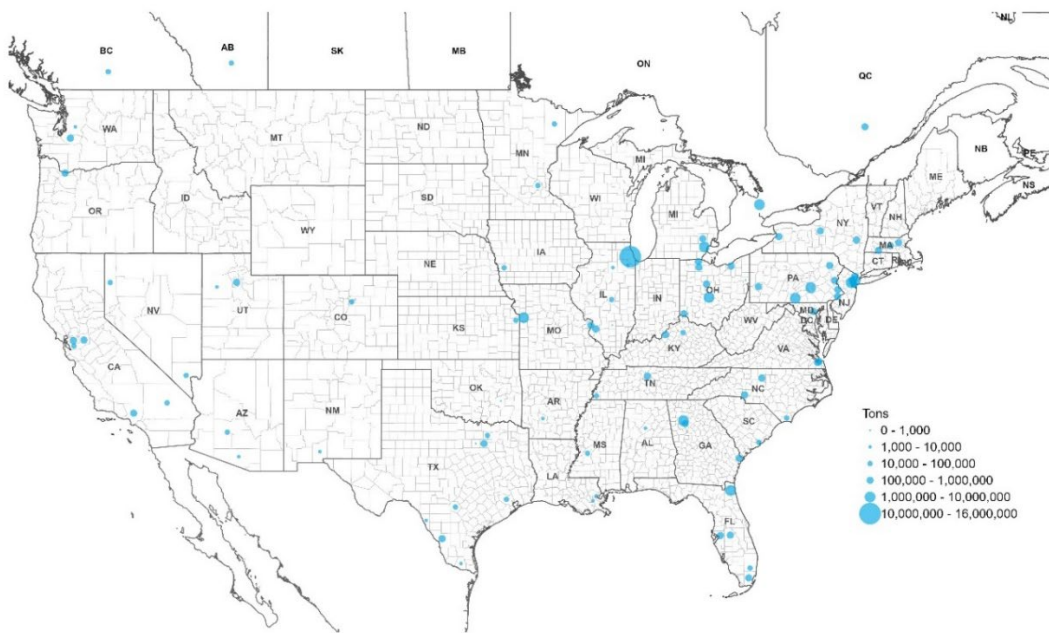 NL
BC
AB
SK
MB
ON
QC
WA
MT
ND
MN
MI
NB
PE
ME
NS
OR
ID
SD
WI
MI
NY
VT
NH
MA
CT
RI
WY
IA
NE
PA
NJ
NV
UT
CO
IL
IN
OH
MD
DC
DE
WV
KS
MO
VA
KY
CA
OK
TN
NC
AZ
NM
AR
SC
MS
AL
GA
TX
LA
FL
Tons
0 - 1,000
1,000 - 10,000
10,000 - 100,000
100,000 - 1,000,000
1,000,000 - 10,000,000
10,000,000 - 16,000,000